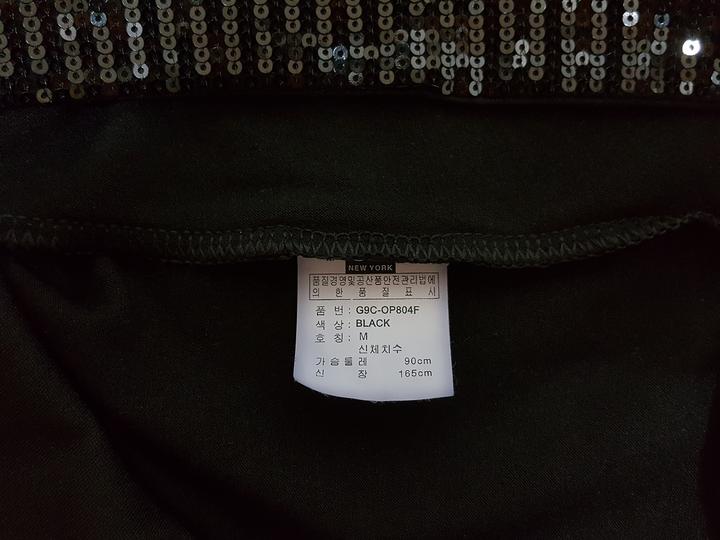 NEW YORK
품질경영및공산품안전관리법에
의 한 품 질 표 시
품 번 : G9C-OP804F
색 상 : BLACK
호 칭 : M
신체치수
가슴둘레 90cm
신 장 165cm